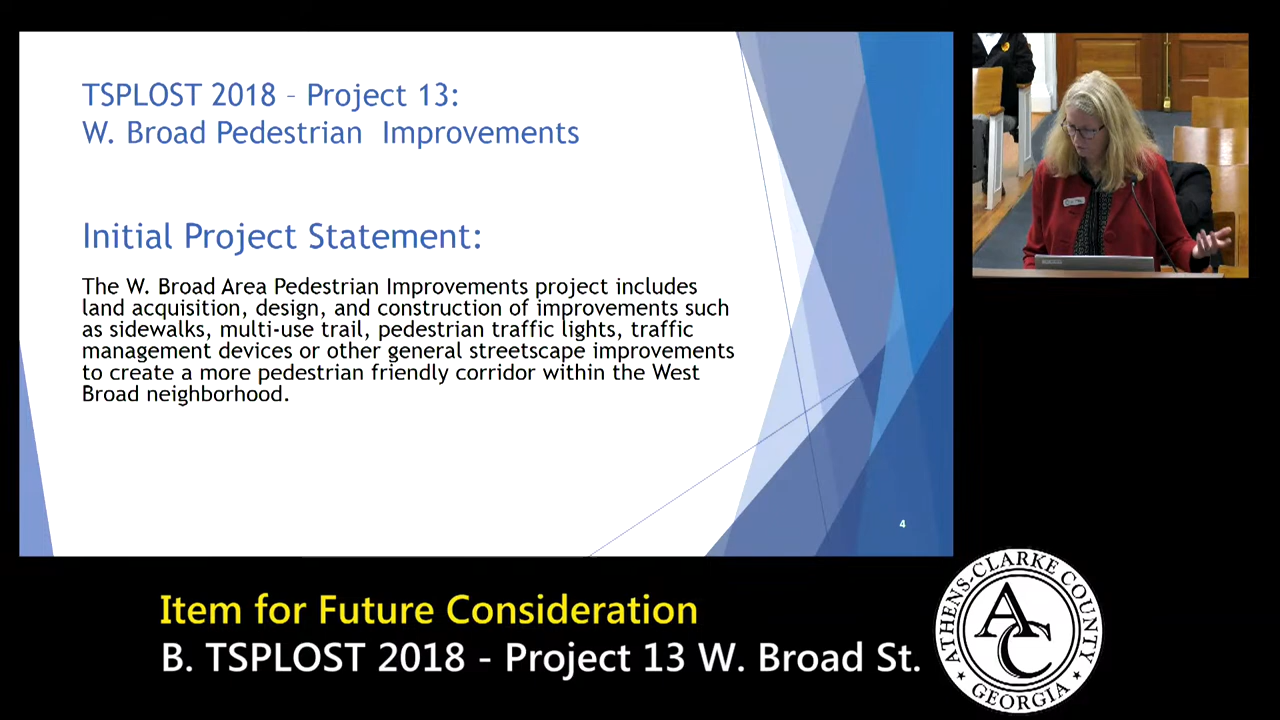 TSPLOST 2018 – Project 13:
W. Broad Pedestrian Improvements
Initial Project Statement:
The W. Broad Area Pedestrian Improvements project includes
land acquisition, design, and construction of improvements such
as sidewalks, multi-use trail, pedestrian traffic lights, traffic
management devices or other general streetscape improvements
to create a more pedestrian friendly corridor within the West
Broad neighborhood.
4
Item for Future Consideration
B. TSPLOST 2018 - Project 13 W. Broad St.
ATHENS-CLARKE COUNTY
AC
GEORGIA